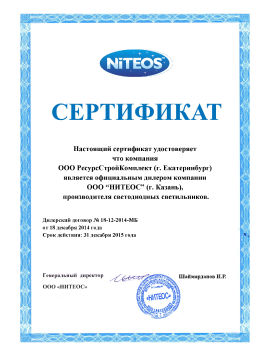 NiTEOS
СЕРТИФИКАТ
Настоящий сертификат удостоверяет
что компания
ООО РесурсСтройКомплект (г. Екатеринбург)
является официальным дилером компании
ООО “НИТЕОС” (г. Казань),
производителя светодиодных светильников.
Дилерский договор № 18-12-2014-МБ
от 18 декабря 2014 года
Срок действия: 31 декабря 2015 года
Генеральный директор
Шаймарданов И.Р.
ООО «НИТЕОС»
«НИТЕОС»